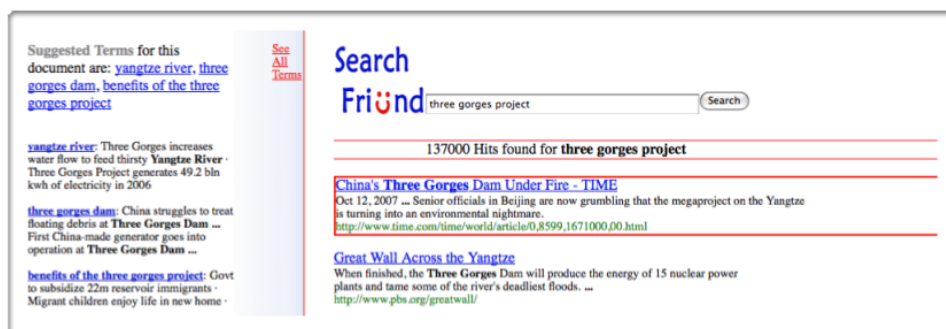 Suggested Terms for this
document are: yangtze river, three
gorges dam, benefits of the three
gorges project
yangtze river: Three Gorges increases
water flow to feed thirsty Yangtze River ·
Three Gorges Project generates 49.2 bln
kwh of electricity in 2006
three gorges dam: China struggles to treat
floating debris at Three Gorges Dam ...
First China-made generator goes into
operation at Three Gorges Dam ...
benefits of the three gorges project: Govt
to subsidize 22m reservoir immigrants ·
Migrant children enjoy life in new home ·
See
All
Terms
Search
Friünd
three gorges project
Search
137000 Hits found for three gorges project
China's Three Gorges Dam Under Fire - TIME
Oct 12, 2007 ... Senior officials in Beijing are now grumbling that the megaproject on the Yangtze
is turning into an environmental nightmare.
http://www.time.com/time/world/article/0,8599,1671000,00.html
Great Wall Across the Yangtze
When finished, the Three Gorges Dam will produce the energy of 15 nuclear power
plants and tame some of the river's deadliest floods. ...
http://www.pbs.org/greatwall/